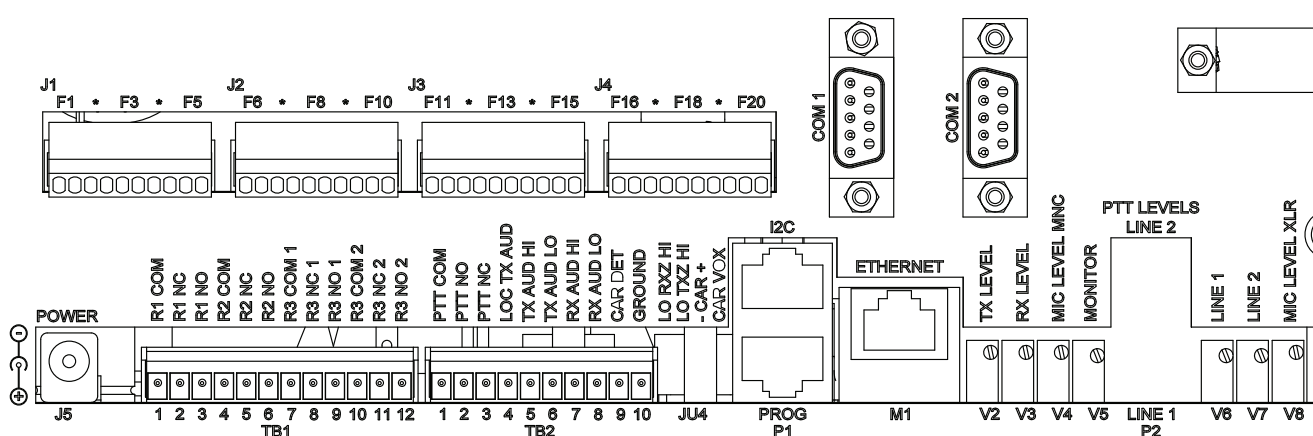 J1 J2 J3 J4
F1 * F3 * F5 F6 * F8 * F10 F11 * F13 * F15 F16 * F18 * F20
COM 1
COM 2
PTT LEVELS
LINE 2
I2C
ETHERNET
POWER
R1 COM
R1 NC
R1 NO
R2 COM
R2 NC
R2 NO
R3 COM 1
R3 NC 1
R3 NO 1
R3 COM 2
R3 NC 2
R3 NO 2
PTT COM
PTT NO
PTT NC
LOC TX AUD
TX AUD HI
TX AUD LO
RX AUD HI
RX AUD LO
CAR DET
GROUND
LO RXZ HI
LO TXZ HI
- CAR +
CAR VOX
TX LEVEL
RX LEVEL
MIC LEVEL MNC
MONITOR
LINE 1
LINE 2
MIC LEVEL XLR
J5 1 2 3 4 5 6 7 8 9 10 11 12 1 2 3 4 5 6 7 8 9 10 JU4 PROG M1 V2 V3 V4 V5 LINE 1 V6 V7 V8
TB1 TB2 P1 P2